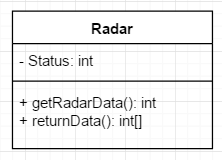 Radar
- Status: int
+ getRadarData(): int
+ returnData(): int[]